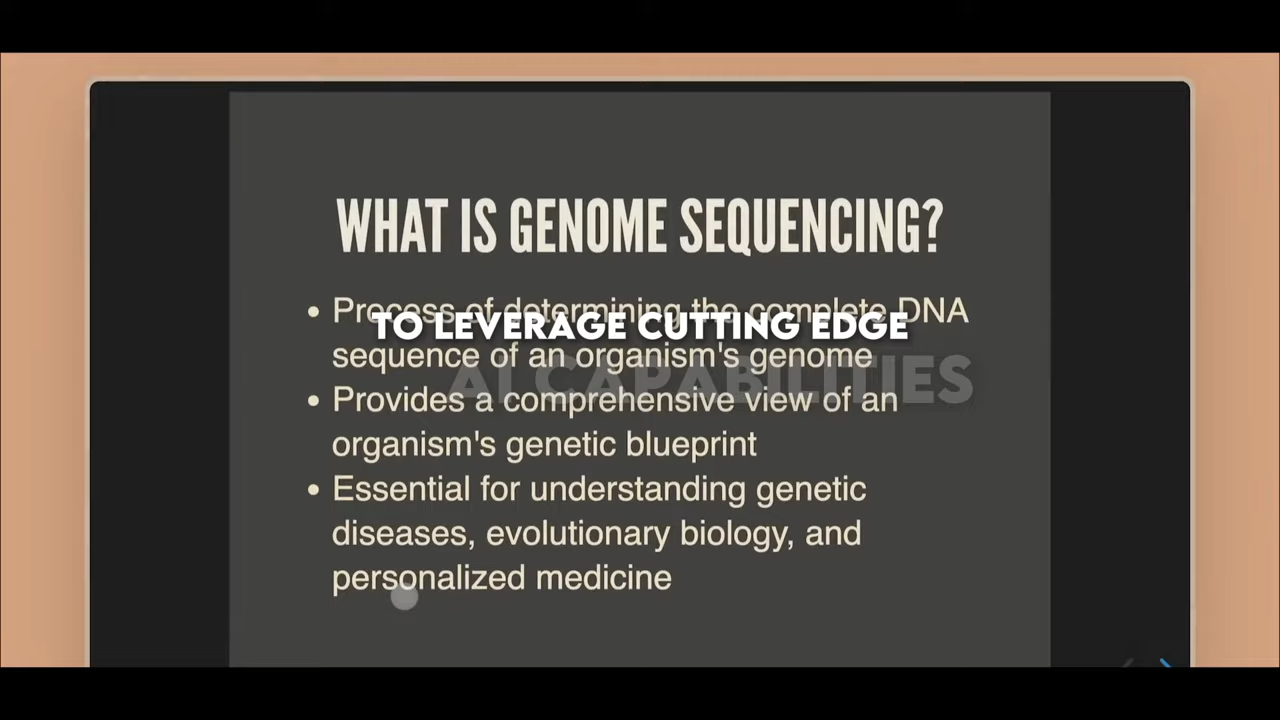 WHAT IS GENOME SEQUENCING?
• Process of determining the complete DNA
TO LEVERAGE CUTTING EDGE
sequence of an organism's genome
AI CAPABILITIES
• Provides a comprehensive view of an
organism's genetic blueprint
• Essential for understanding genetic
diseases, evolutionary biology, and
personalized medicine